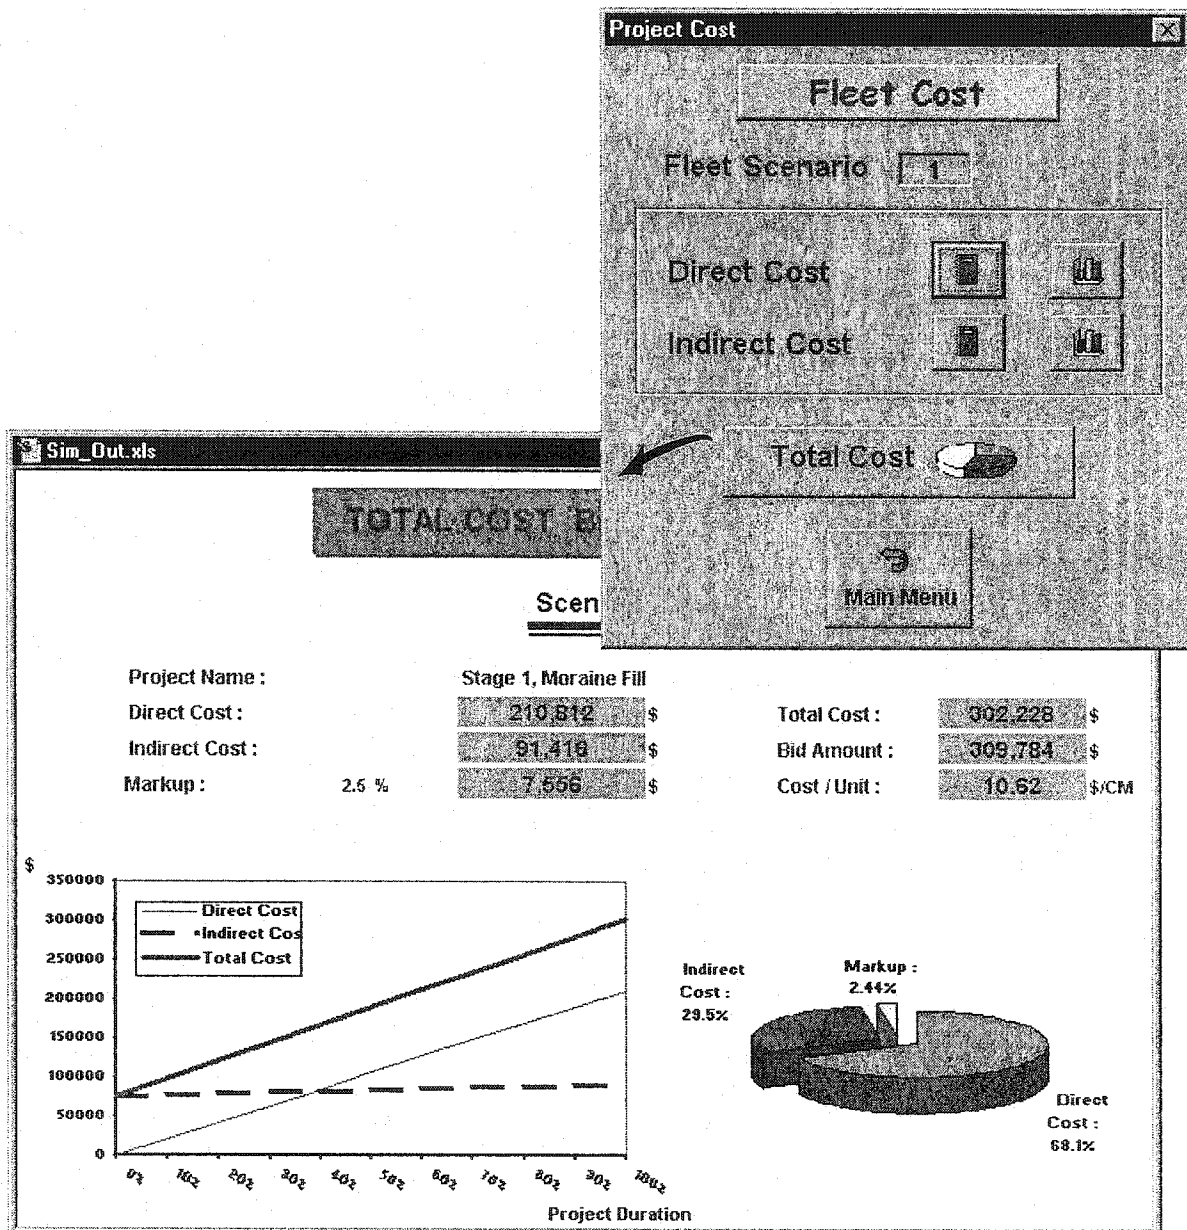 Project Cost
Fleet Cost
Fleet Scenario 1
Direct Cost
Indirect Cost
Total Cost
Main Menu
Sim_Out.xls
TOTAL COST B
Scen
Project Name : Stage 1, Moraine Fill
Direct Cost : 210,812 $ Total Cost : 302,228 $
Indirect Cost : 91,416 $ Bid Amount : 309,784 $
Markup : 2.5 % 7,556 $ Cost / Unit : 10.62 $/CM
$
350000
300000
250000
200000
150000
100000
50000
0
Direct Cost
Indirect Cos
Total Cost
0% 10% 20% 30% 40% 50% 60% 70% 80% 90% 100%
Project Duration
Indirect
Cost :
29.5%
Markup :
2.44%
Direct
Cost :
68.1%